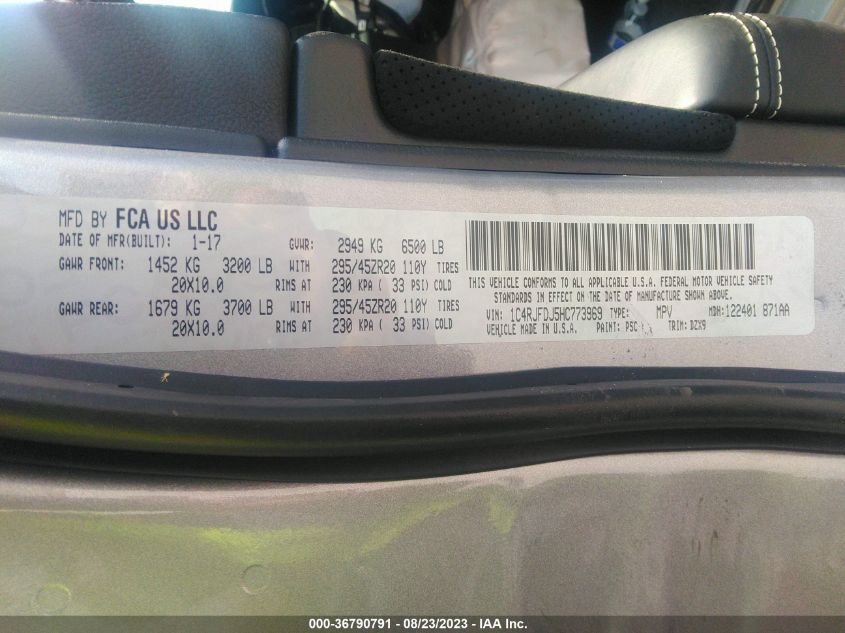 MFD BY FCA US LLC
DATE OF MFR(BUILT): 1-17 GVWR: 2949 KG 6500 LB
GAWR FRONT: 1452 KG 3200 LB WITH 295/45ZR20 110Y TIRES
20X10.0 RIMS AT 230 KPA ( 33 PSI) COLD
GAWR REAR: 1679 KG 3700 LB WITH 295/45ZR20 110Y TIRES
20X10.0 RIMS AT 230 KPA ( 33 PSI) COLD
THIS VEHICLE CONFORMS TO ALL APPLICABLE U.S.A. FEDERAL MOTOR VEHICLE SAFETY
STANDARDS IN EFFECT ON THE DATE OF MANUFACTURE SHOWN ABOVE.
VIN: 1C4RJFDJ5HC773969 TYPE: MPV MDH: 122401 871AA
VEHICLE MADE IN U.S.A. PAINT: PSC TRIM: DZX9
000-36790791 - 08/23/2023 - IAA Inc.